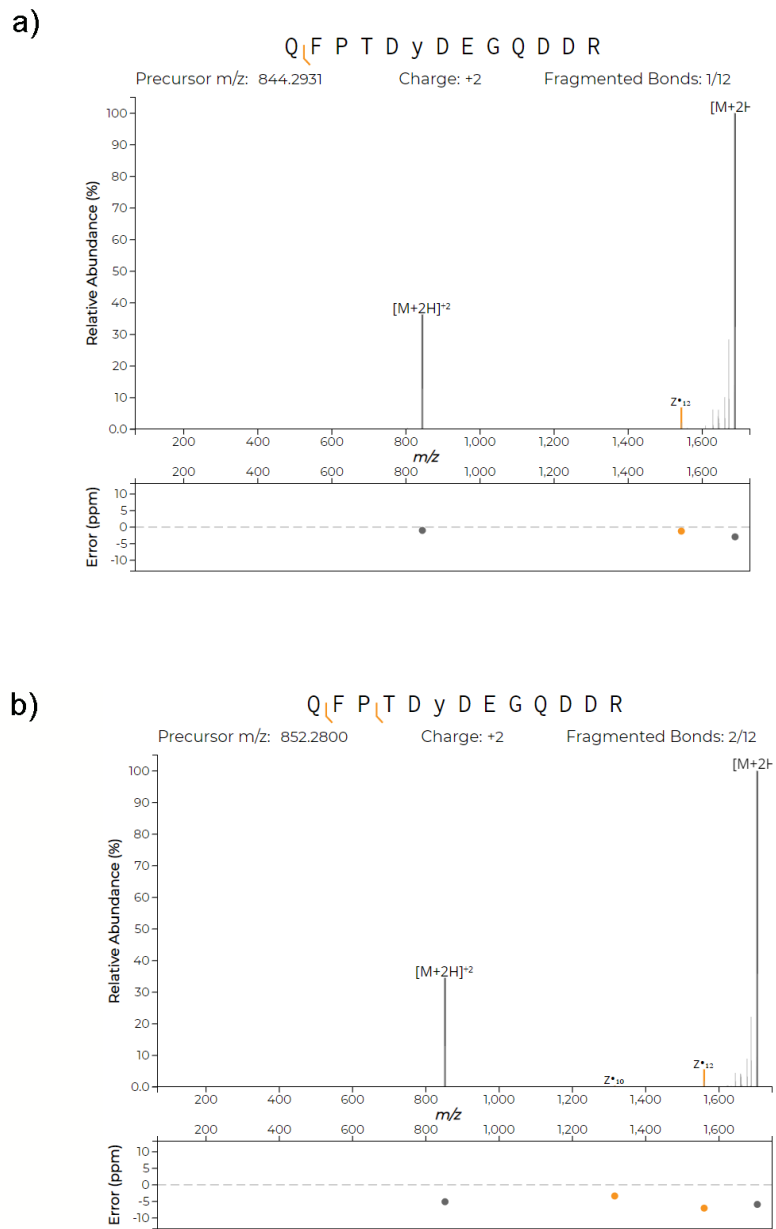 a)
Q F P T D y D E G Q D D R
Precursor m/z: 844.2931 Charge: +2 Fragmented Bonds: 1/12
[M+2H
100
90
80
70
60
50
40
30
20
10
0.0
Relative Abundance (%)
[M+2H]⁺²
Z•₁₂
200 400 600 800 1,000 1,200 1,400 1,600
m/z
200 400 600 800 1,000 1,200 1,400 1,600
Error (ppm)
10
5
0
-5
-10
b)
Q F P T D y D E G Q D D R
Precursor m/z: 852.2800 Charge: +2 Fragmented Bonds: 2/12
[M+2H
100
90
80
70
60
50
40
30
20
10
0.0
Relative Abundance (%)
[M+2H]⁺²
Z•₁₀
Z•₁₂
200 400 600 800 1,000 1,200 1,400 1,600
m/z
200 400 600 800 1,000 1,200 1,400 1,600
Error (ppm)
10
5
0
-5
-10